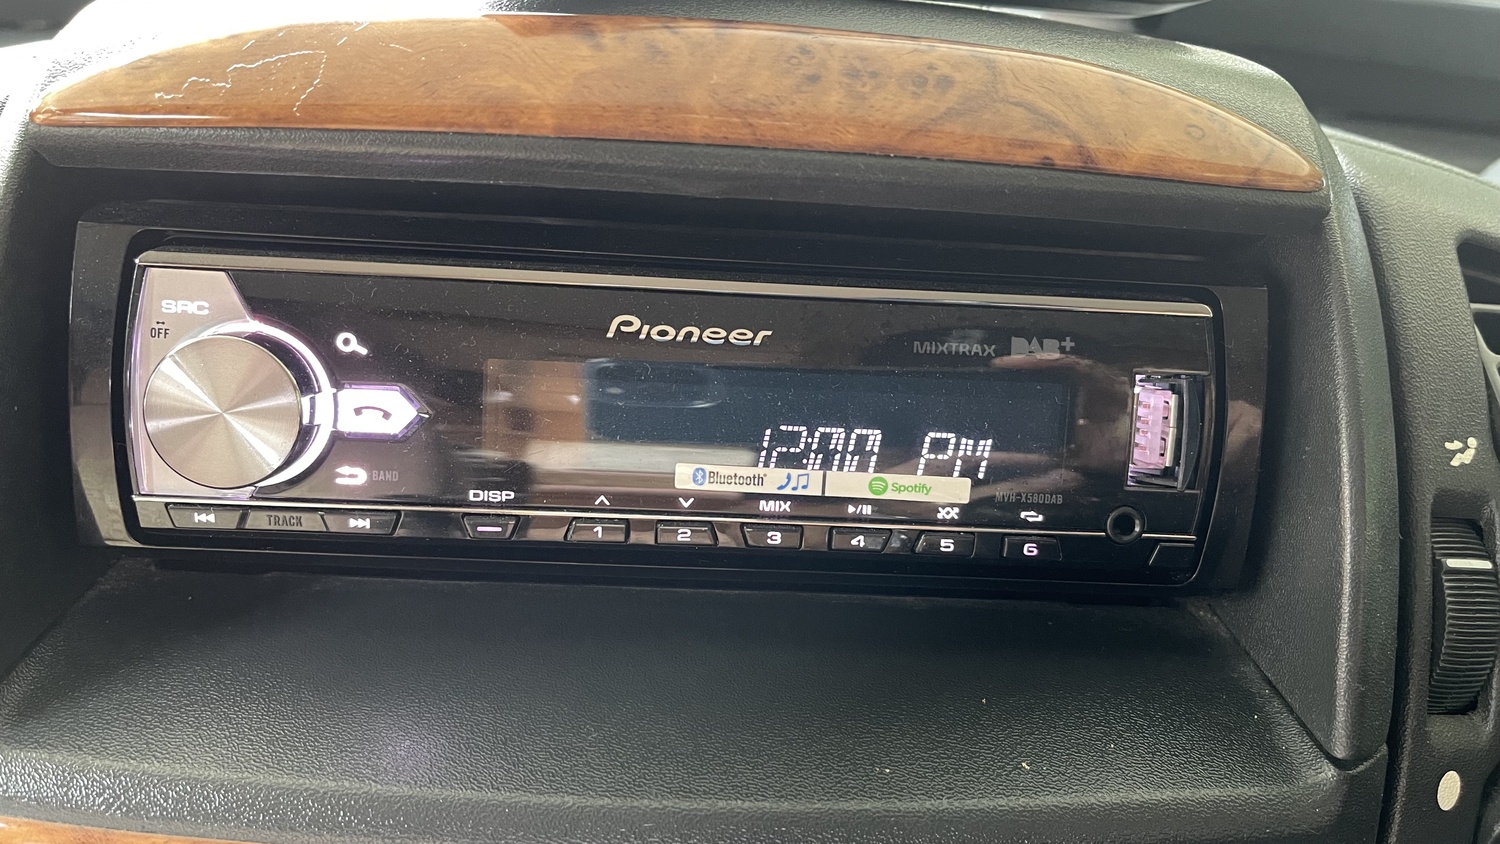 Pioneer
SRC
OFF
MIXTRAX DAB+
12:00 PM
BAND
Bluetooth® Spotify
MVH-X580DAB
DISP MIX
TRACK 1 2 3 4 5 6